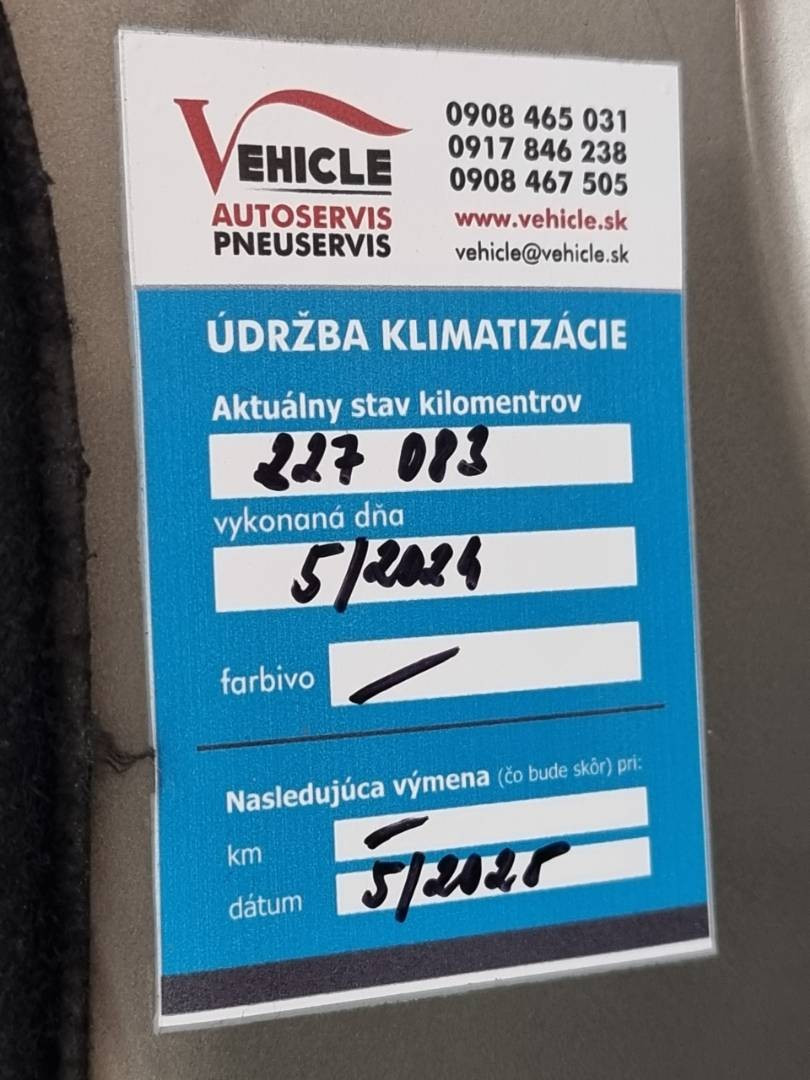 VEHICLE
AUTOSERVIS
PNEUSERVIS
0908 465 031
0917 846 238
0908 467 505
www.vehicle.sk
vehicle@vehicle.sk
ÚDRŽBA KLIMATIZÁCIE
Aktuálny stav kilomentrov
227 083
vykonaná dňa
5/2024
farbivo —
Nasledujúca výmena (čo bude skôr) pri:
km —
dátum 5/2025